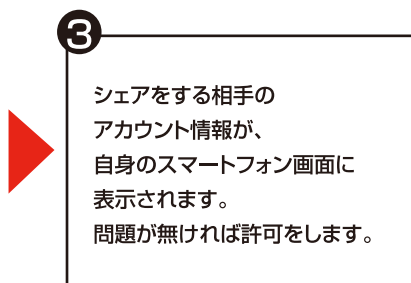 3
シェアをする相手の
アカウント情報が、
自身のスマートフォン画面に
表示されます。
問題が無ければ許可をします。